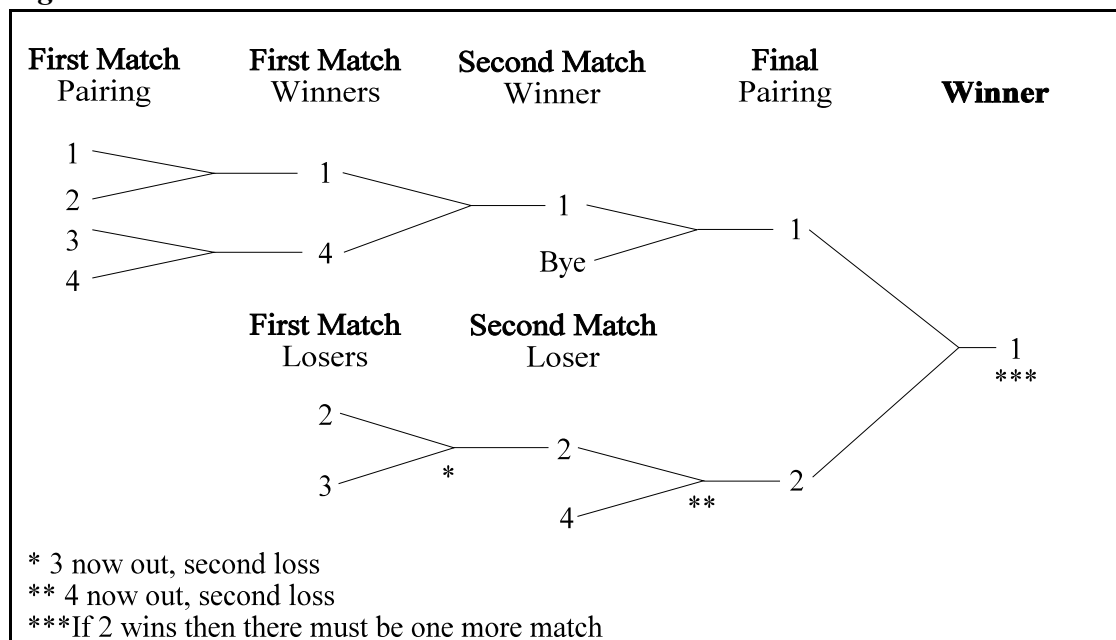 First Match First Match Second Match Final
Pairing Winners Winner Pairing Winner
1
1
2
1
3
1
4
Bye
4
First Match Second Match
Losers Loser
1
***
2
2
*
3
2
**
4
* 3 now out, second loss
** 4 now out, second loss
***If 2 wins then there must be one more match